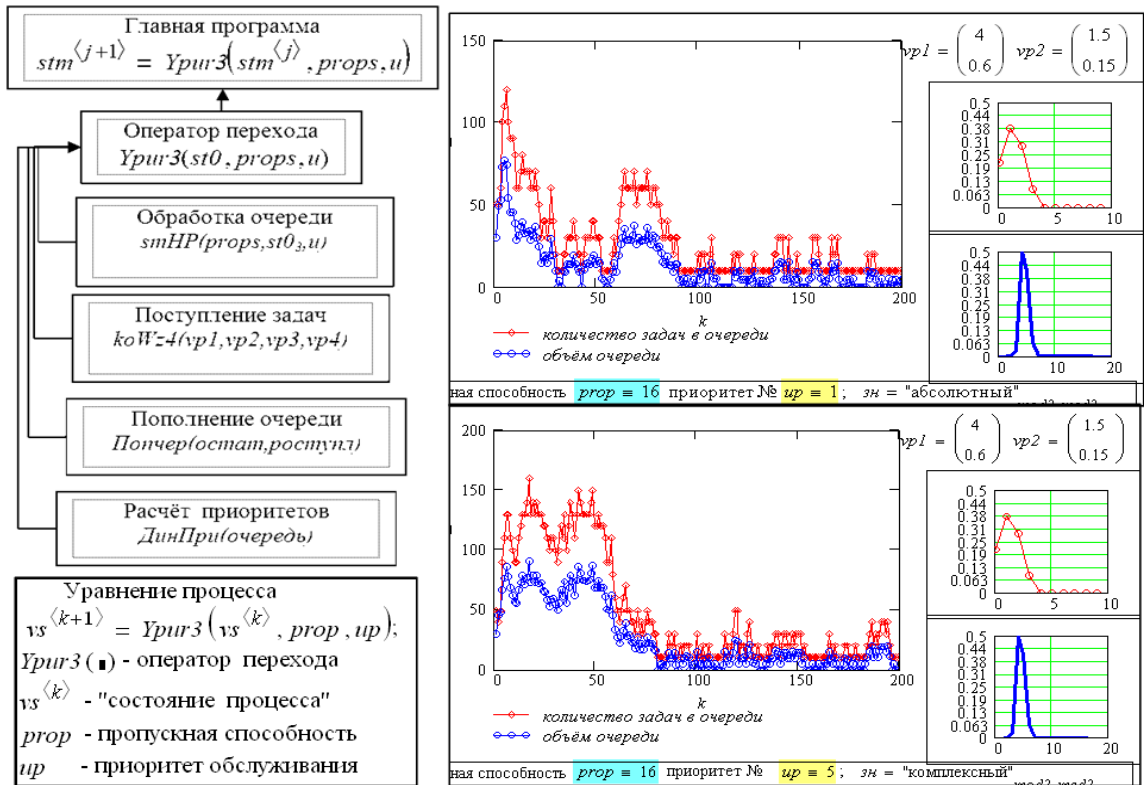 Главная программа
stm⟨j+1⟩ = Ypur3(stm⟨j⟩, props,u)
Оператор перехода
Ypur3(st0, props,u)
Обработка очереди
smHP(props,st0₃,u)
Поступление задач
koWz4(vp1,vp2,vp3,vp4)
Пополнение очереди
Попчер(остат,роступл)
Расчёт приоритетов
ДинПри(очередь)
Уравнение процесса
vs⟨k+1⟩ = Ypur3(vs⟨k⟩, prop, up);
Ypur3(∎) - оператор перехода
vs⟨k⟩ - "состояние процесса"
prop - пропускная способность
up - приоритет обслуживания
150
100
50
0
0 50 100 150 200
k
количество задач в очереди
объём очереди
vp1 = (4 0.6) vp2 = (1.5 0.15)
0.5
0.44
0.38
0.31
0.25
0.19
0.13
0.063
0
0 5 10
0.5
0.44
0.38
0.31
0.25
0.19
0.13
0.063
0
0 10 20
ная способность prop ≡ 16 приоритет № up ≡ 1; зн = "абсолютный"
200
150
100
50
0
0 50 100 150 200
k
количество задач в очереди
объём очереди
vp1 = (4 0.6) vp2 = (1.5 0.15)
0.5
0.44
0.38
0.31
0.25
0.19
0.13
0.063
0
0 5 10
0.5
0.44
0.38
0.31
0.25
0.19
0.13
0.063
0
0 10 20
ная способность prop ≡ 16 приоритет № up ≡ 5; зн = "комплексный"